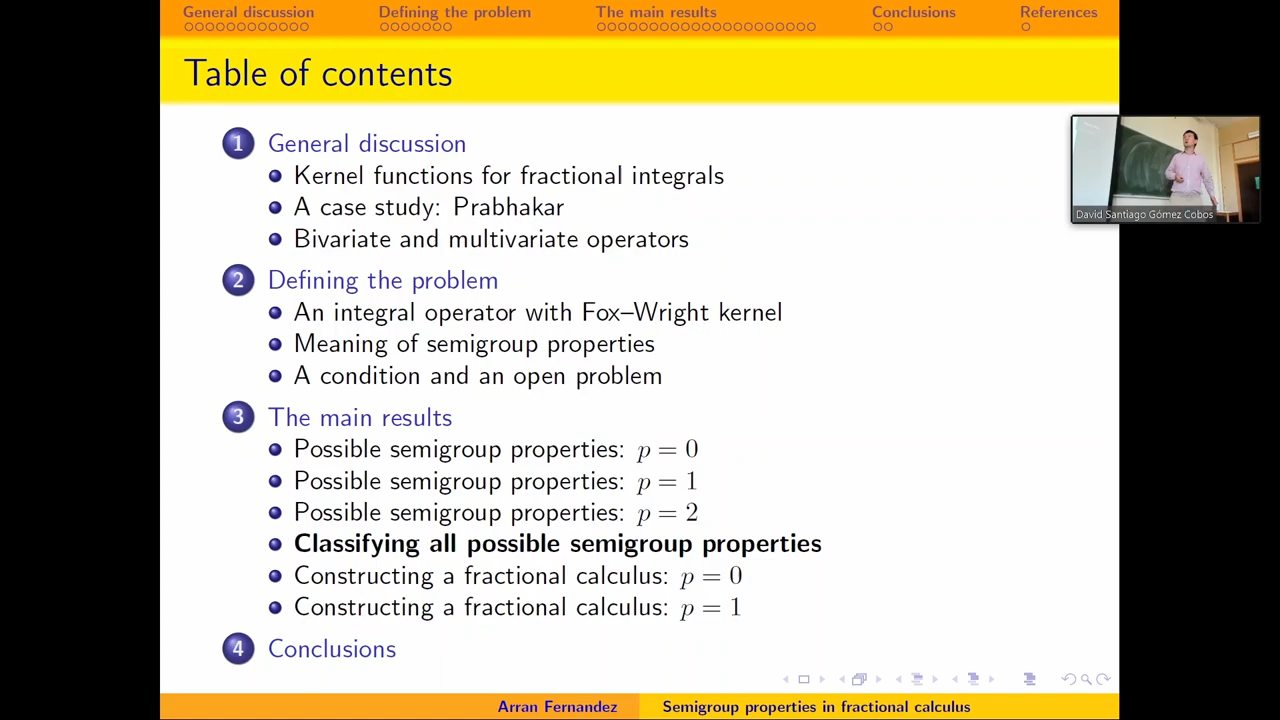 General discussion Defining the problem The main results Conclusions References
Table of contents
1 General discussion
Kernel functions for fractional integrals
A case study: Prabhakar
Bivariate and multivariate operators
2 Defining the problem
An integral operator with Fox–Wright kernel
Meaning of semigroup properties
A condition and an open problem
3 The main results
Possible semigroup properties: p = 0
Possible semigroup properties: p = 1
Possible semigroup properties: p = 2
Classifying all possible semigroup properties
Constructing a fractional calculus: p = 0
Constructing a fractional calculus: p = 1
4 Conclusions
David Santiago Gómez Cobos
Arran Fernandez Semigroup properties in fractional calculus